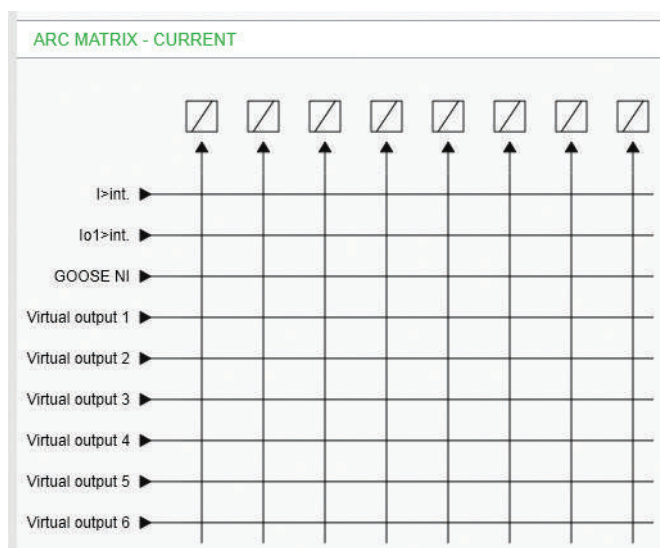 ARC MATRIX - CURRENT
I>int.
Io1>int.
GOOSE NI
Virtual output 1
Virtual output 2
Virtual output 3
Virtual output 4
Virtual output 5
Virtual output 6